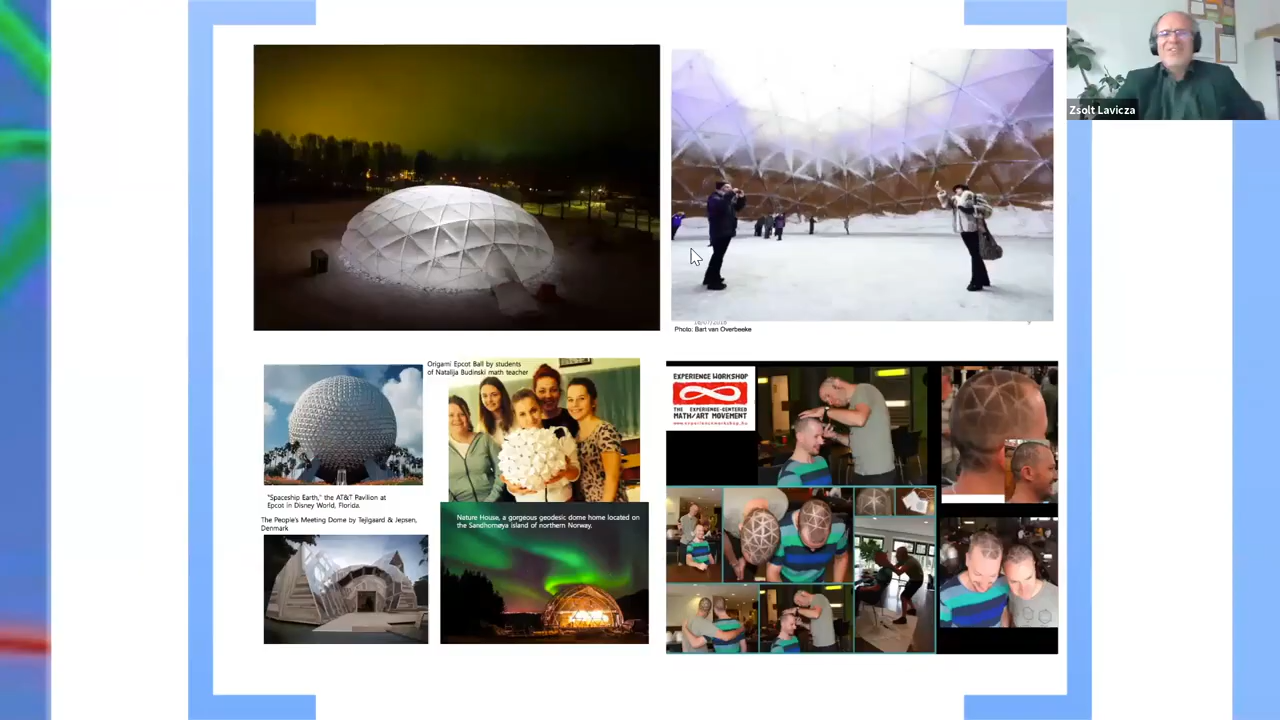 Zsolt Lavicza
Photo: Bart van Overbeeke
Origami Epcot Ball by students
of Natalija Budinski math teacher
"Spaceship Earth," the AT&T Pavilion at
Epcot in Disney World, Florida.
The People's Meeting Dome by Tejlgaard & Jepsen,
Denmark
Nature House, a gorgeous geodesic dome home located on
the Sandhornøya island of northern Norway.
EXPERIENCE WORKSHOP
THE EXPERIENCE-CENTERED
MATH/ART MOVEMENT
www.experienceworkshop.hu